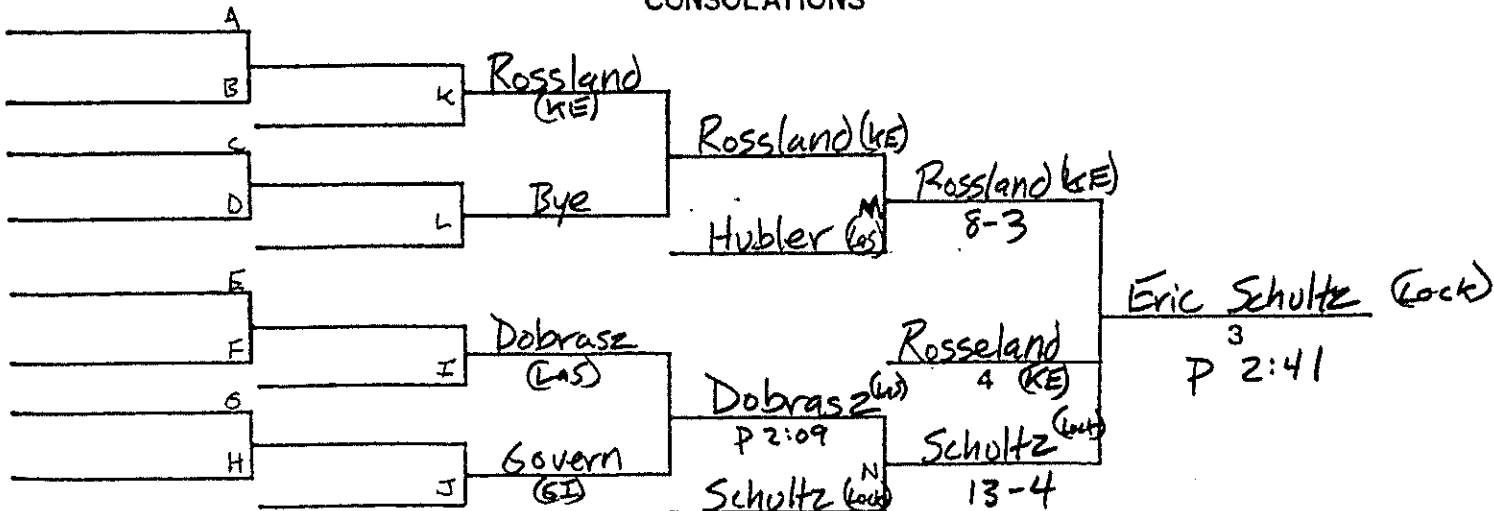 CONSOLATIONS
A
B
K
Rossland
(KE)
C
D
L
Bye
Rossland (KE)
M
Hubler (LaS)
Rossland (KE)
8-3
E
F
I
Dobrasz
(LaS)
G
H
J
Govern
(GI)
Dobrasz (LaS)
P 2:09
N
Schultz (Lock)
Rosseland
4 (KE)
Schultz (Lock)
13-4
Eric Schultz (Lock)
3
P 2:41